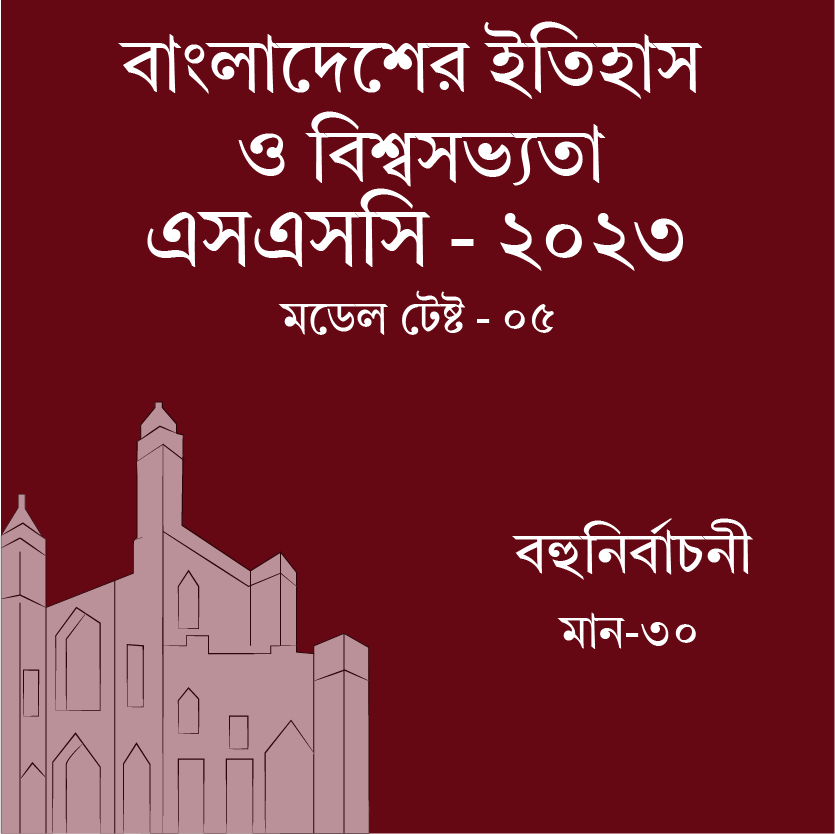 বাংলাদেশের ইতিহাস
ও বিশ্বসভ্যতা
এসএসসি - ২০২৩
মডেল টেষ্ট - ০৫
বহুনির্বাচনী
মান-৩০